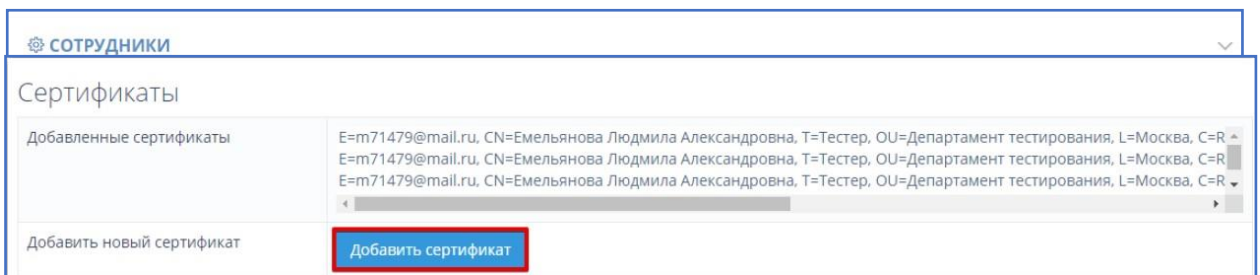 СОТРУДНИКИ
Сертификаты
Добавленные сертификаты
E=m71479@mail.ru, CN=Емельянова Людмила Александровна, T=Тестер, OU=Департамент тестирования, L=Москва, C=R
E=m71479@mail.ru, CN=Емельянова Людмила Александровна, T=Тестер, OU=Департамент тестирования, L=Москва, C=R
E=m71479@mail.ru, CN=Емельянова Людмила Александровна, T=Тестер, OU=Департамент тестирования, L=Москва, C=R
Добавить новый сертификат
Добавить сертификат